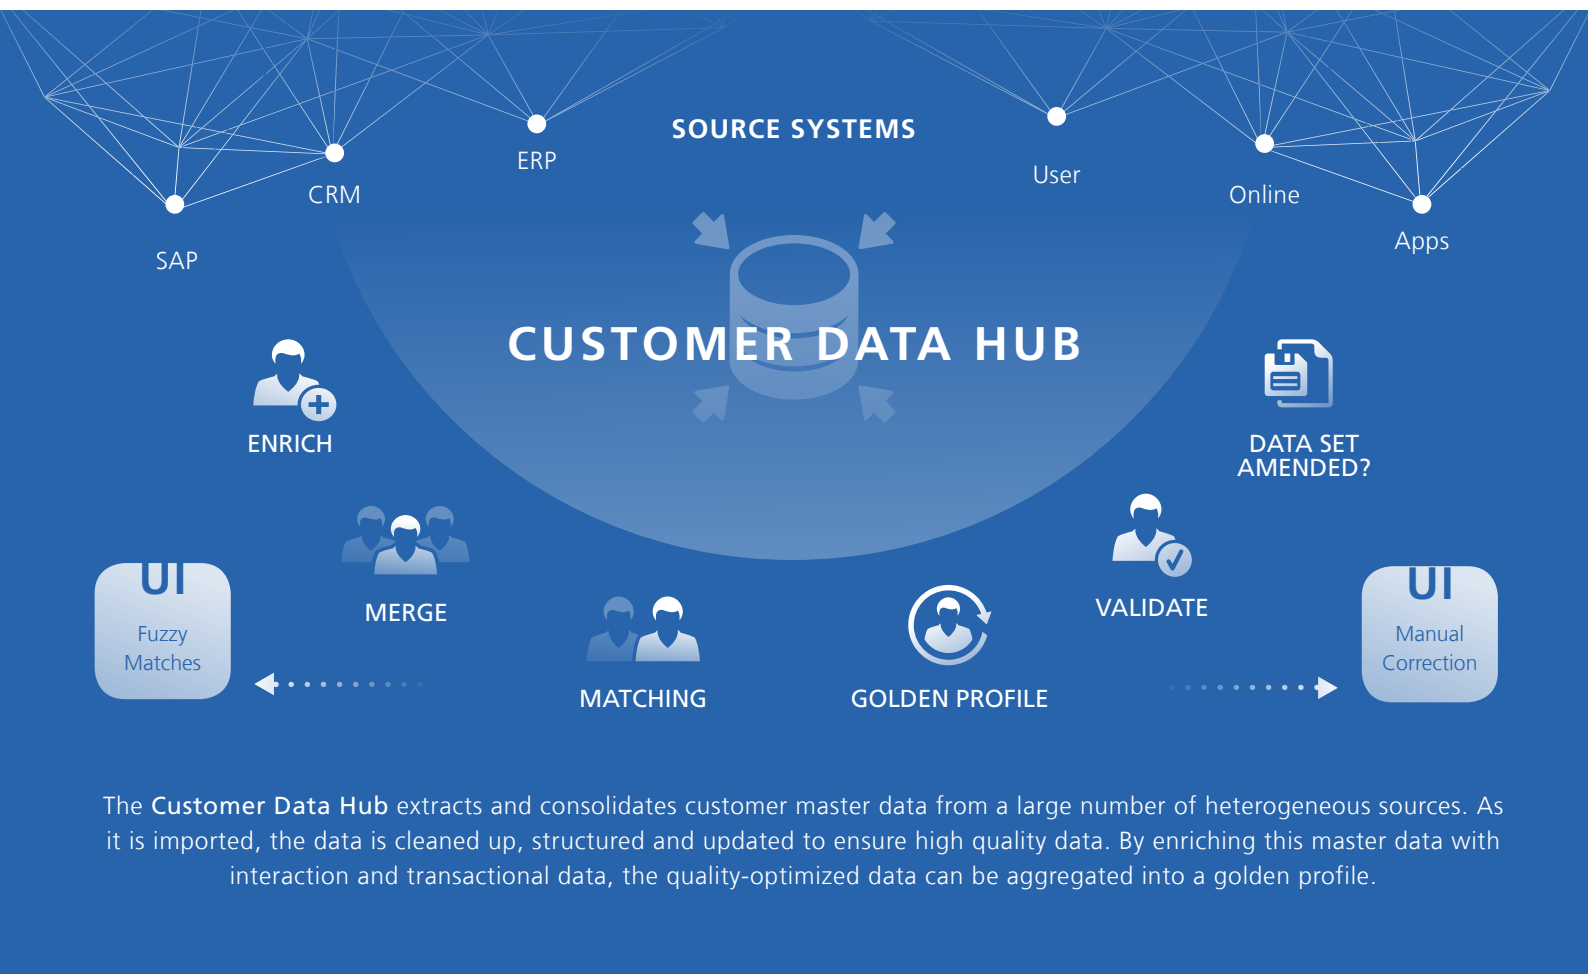 SOURCE SYSTEMS
ERP
User
CRM
Online
SAP
Apps
CUSTOMER DATA HUB
ENRICH
DATA SET
AMENDED?
MERGE
VALIDATE
UI
Fuzzy
Matches
UI
Manual
Correction
MATCHING
GOLDEN PROFILE
The Customer Data Hub extracts and consolidates customer master data from a large number of heterogeneous sources. As
it is imported, the data is cleaned up, structured and updated to ensure high quality data. By enriching this master data with
interaction and transactional data, the quality-optimized data can be aggregated into a golden profile.